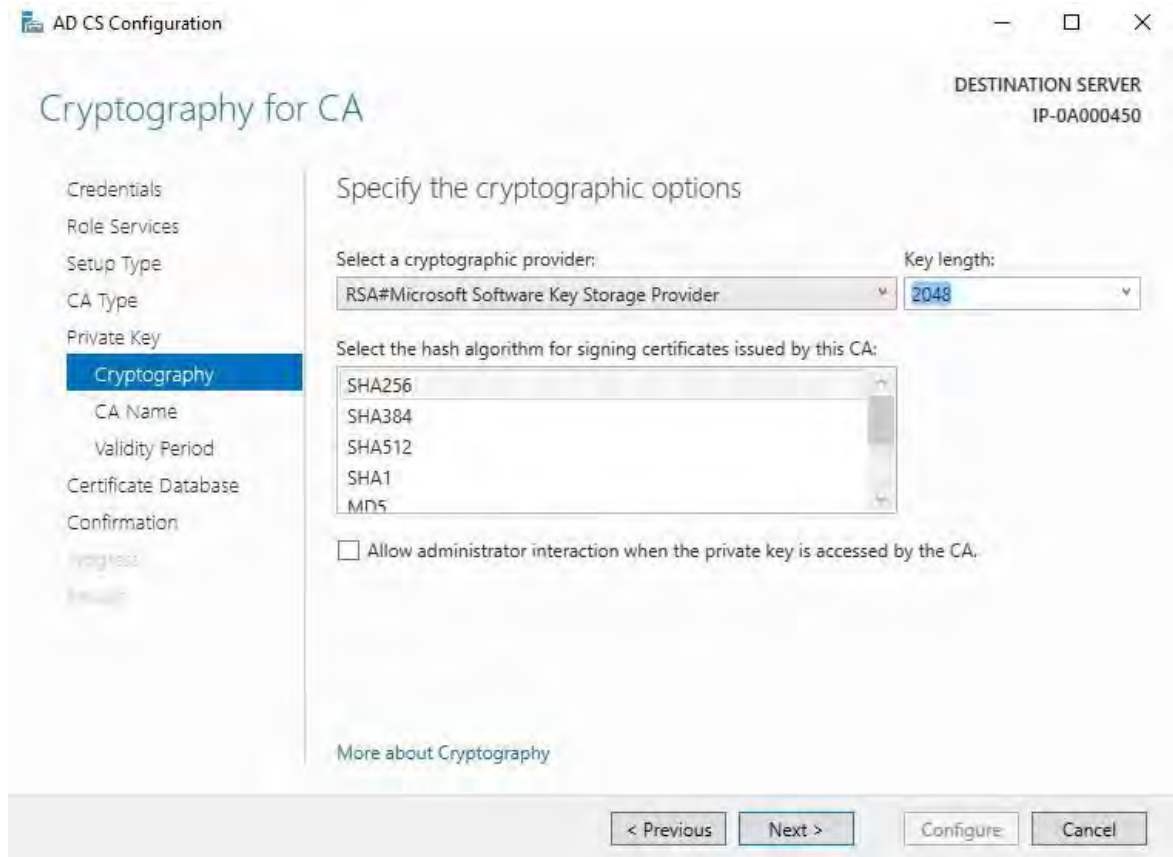 AD CS Configuration
Cryptography for CA
DESTINATION SERVER
IP-0A000450
Credentials
Role Services
Setup Type
CA Type
Private Key
Cryptography
CA Name
Validity Period
Certificate Database
Confirmation
Progress
Specify the cryptographic options
Select a cryptographic provider:
RSA#Microsoft Software Key Storage Provider
Key length:
2048
Select the hash algorithm for signing certificates issued by this CA:
SHA256
SHA384
SHA512
SHA1
MD5
Allow administrator interaction when the private key is accessed by the CA.
More about Cryptography
< Previous
Next >
Configure
Cancel